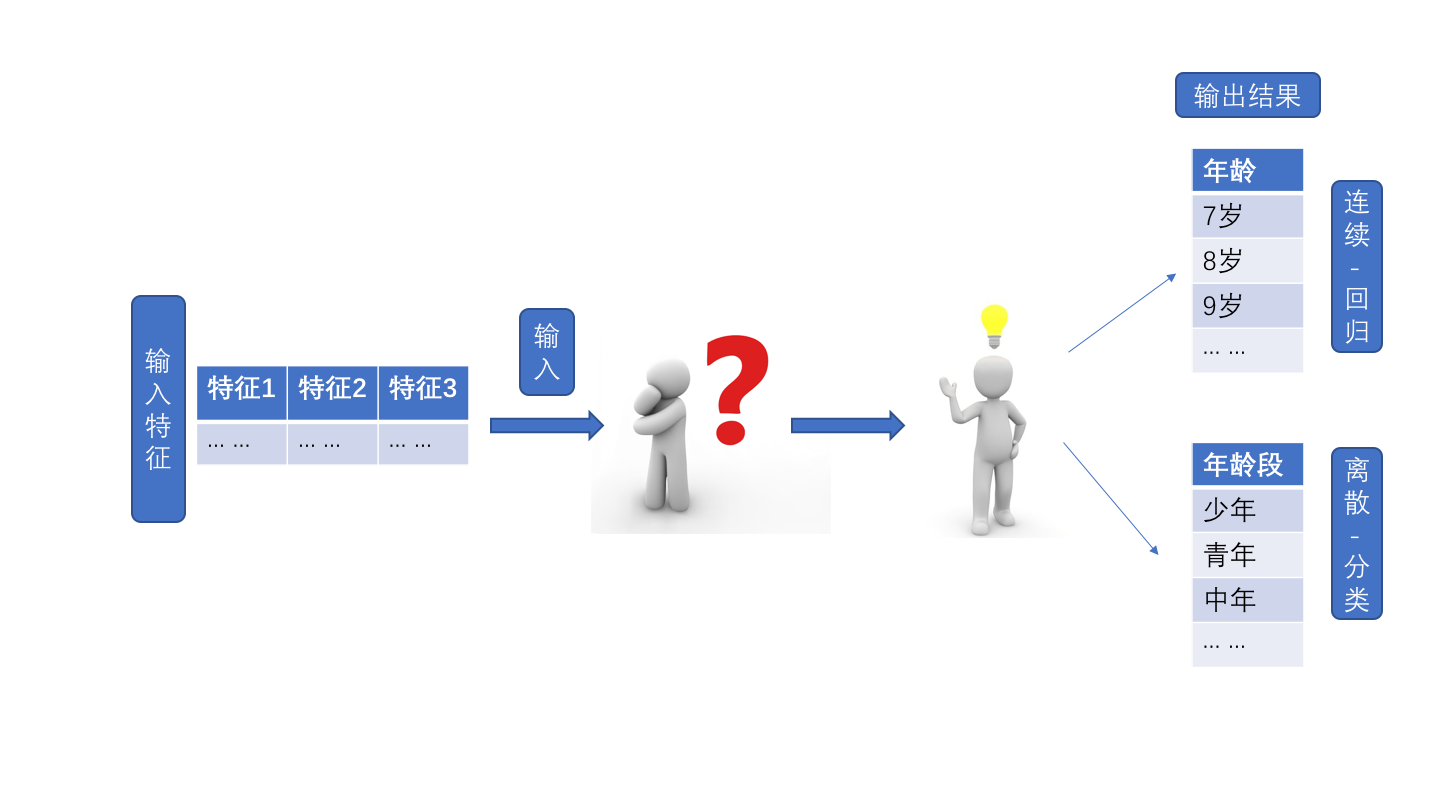 输出结果
输入特征
特征1 特征2 特征3
... ... ... ... ... ...
输入
?
年龄
7岁
8岁
9岁
... ...
连续-回归
年龄段
少年
青年
中年
... ...
离散-分类